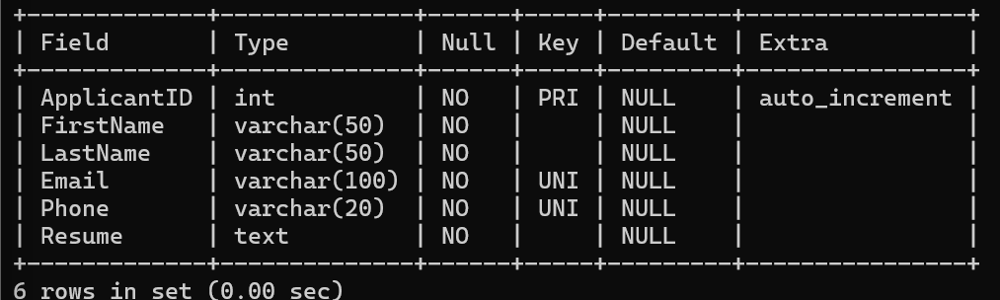 +-------------+--------------+------+-----+---------+----------------+
| Field       | Type         | Null | Key | Default | Extra          |
+-------------+--------------+------+-----+---------+----------------+
| ApplicantID | int          | NO   | PRI | NULL    | auto_increment |
| FirstName   | varchar(50)  | NO   |     | NULL    |                |
| LastName    | varchar(50)  | NO   |     | NULL    |                |
| Email       | varchar(100) | NO   | UNI | NULL    |                |
| Phone       | varchar(20)  | NO   | UNI | NULL    |                |
| Resume      | text         | NO   |     | NULL    |                |
+-------------+--------------+------+-----+---------+----------------+
6 rows in set (0.00 sec)